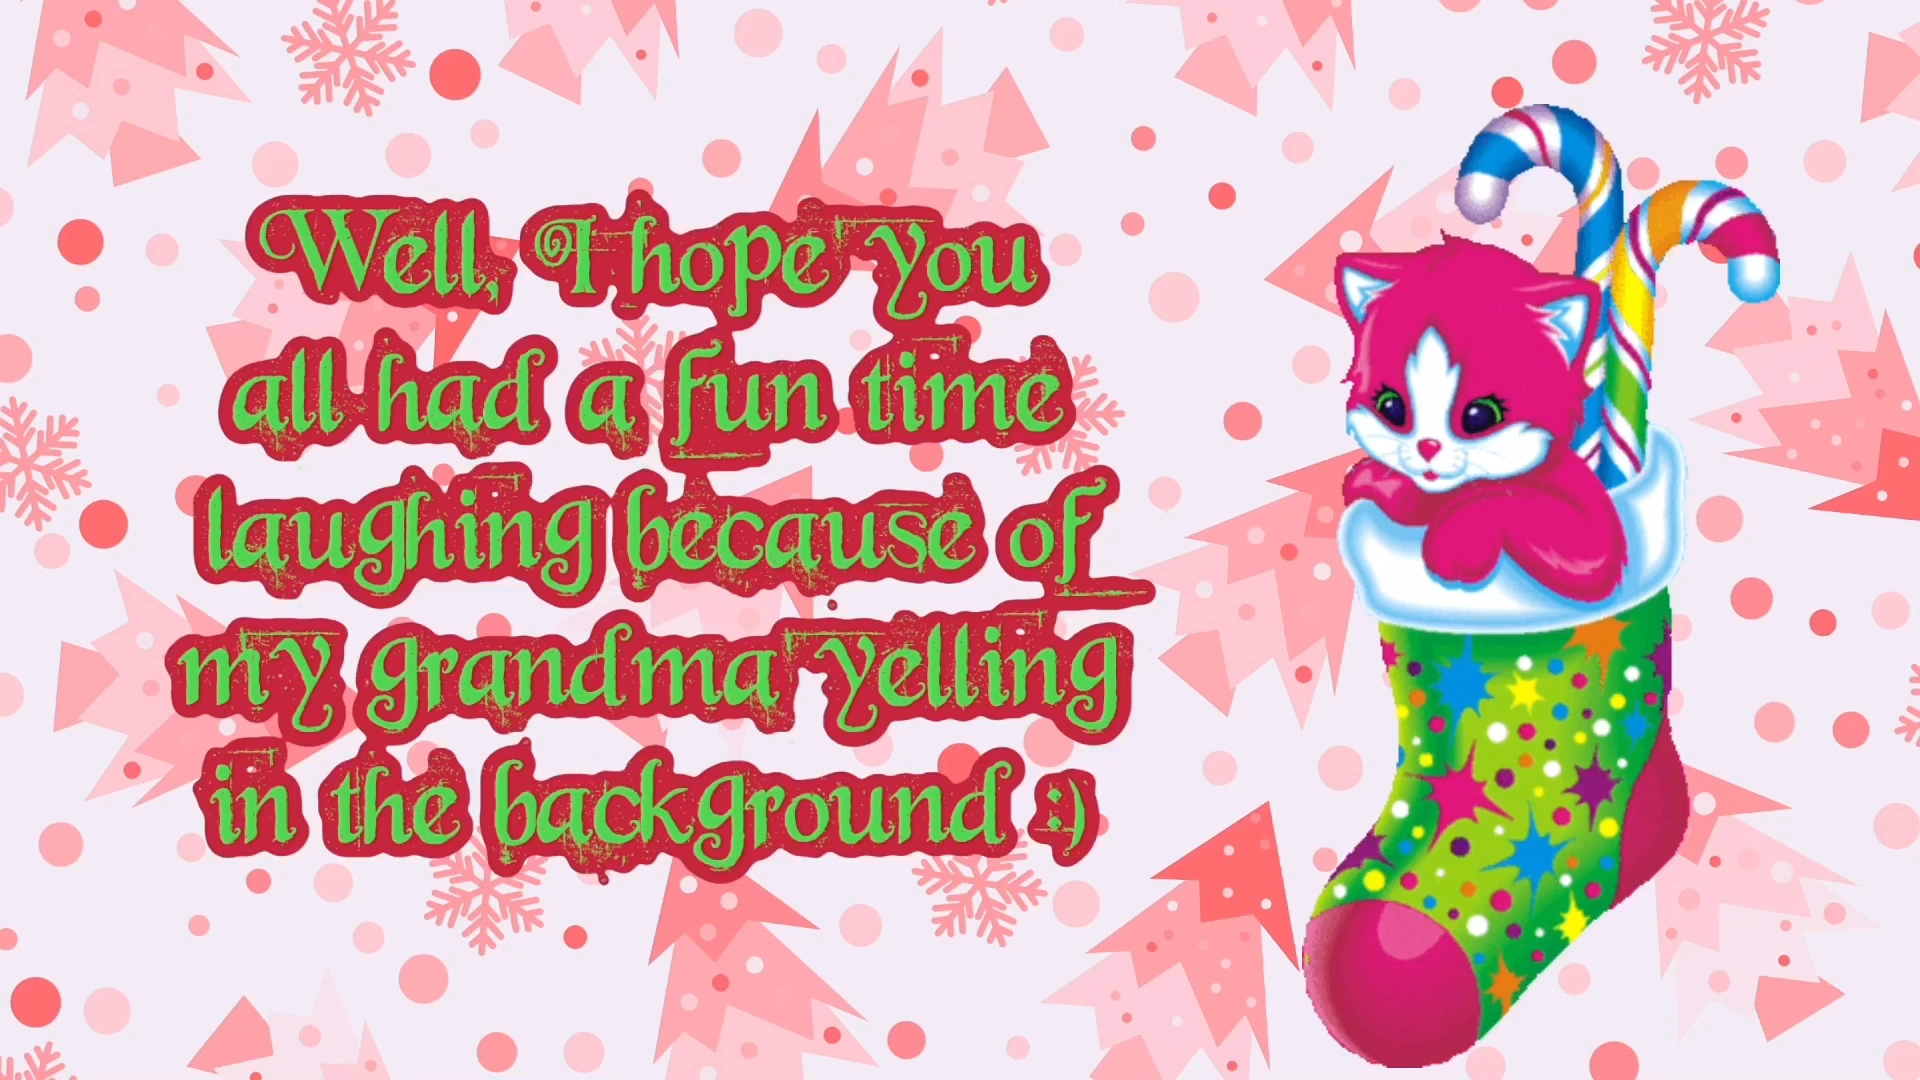 Well, I hope you
all had a fun time
laughing because of
my grandma yelling
in the background :)